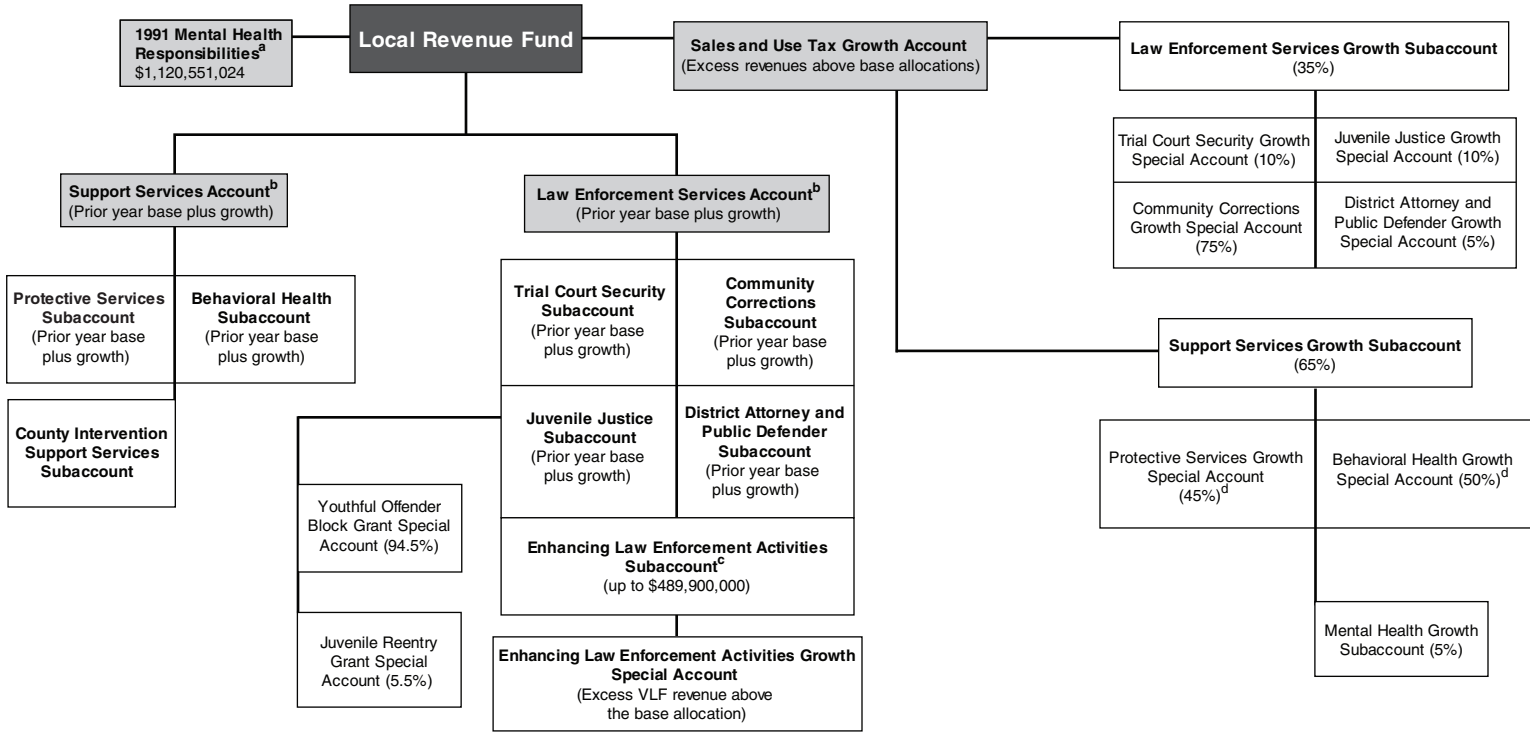 1991 Mental Health
Responsibilitiesᵃ
$1,120,551,024
Local Revenue Fund
Sales and Use Tax Growth Account
(Excess revenues above base allocations)
Law Enforcement Services Growth Subaccount
(35%)
Trial Court Security Growth
Special Account (10%)
Juvenile Justice Growth
Special Account (10%)
Community Corrections
Growth Special Account
(75%)
District Attorney and
Public Defender Growth
Special Account (5%)
Support Services Accountᵇ
(Prior year base plus growth)
Law Enforcement Services Accountᵇ
(Prior year base plus growth)
Protective Services
Subaccount
(Prior year base
plus growth)
Behavioral Health
Subaccount
(Prior year base
plus growth)
County Intervention
Support Services
Subaccount
Trial Court Security
Subaccount
(Prior year base
plus growth)
Community
Corrections
Subaccount
(Prior year base
plus growth)
Juvenile Justice
Subaccount
(Prior year base
plus growth)
District Attorney and
Public Defender
Subaccount
(Prior year base
plus growth)
Youthful Offender
Block Grant Special
Account (94.5%)
Juvenile Reentry
Grant Special
Account (5.5%)
Enhancing Law Enforcement Activities
Subaccountᶜ
(up to $489,900,000)
Enhancing Law Enforcement Activities Growth
Special Account
(Excess VLF revenue above
the base allocation)
Support Services Growth Subaccount
(65%)
Protective Services Growth
Special Account
(45%)ᵈ
Behavioral Health Growth
Special Account (50%)ᵈ
Mental Health Growth
Subaccount (5%)